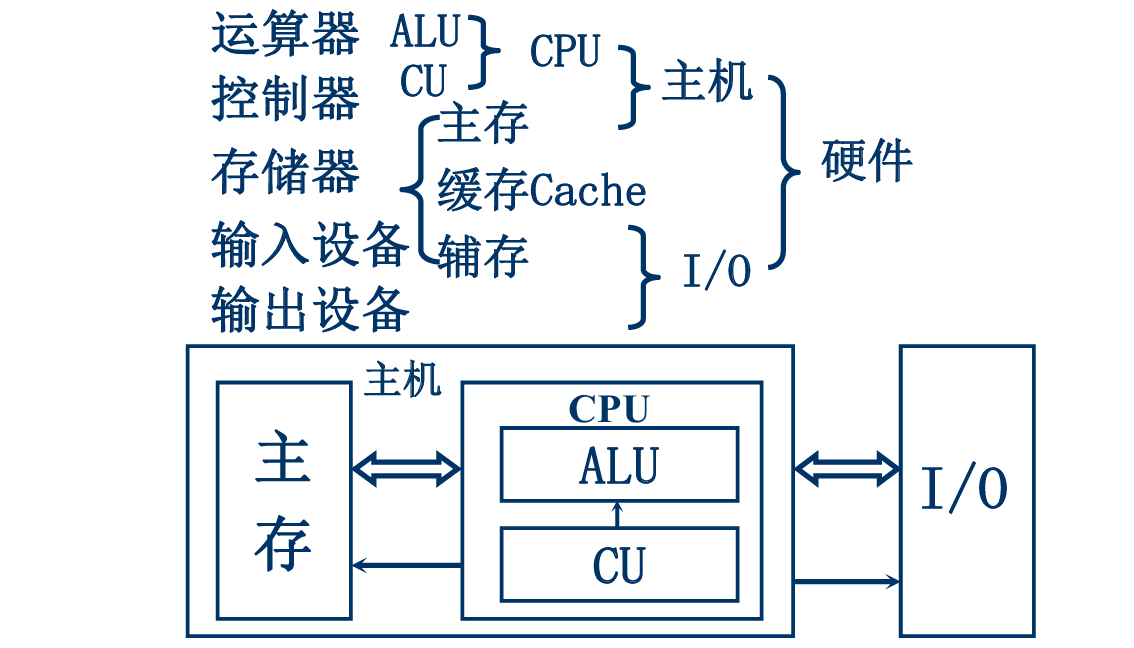 运算器 ALU CPU
控制器 CU 主机
主存
存储器 缓存Cache 硬件
输入设备 辅存 I/O
输出设备
主机
CPU
主存
ALU
CU
I/O